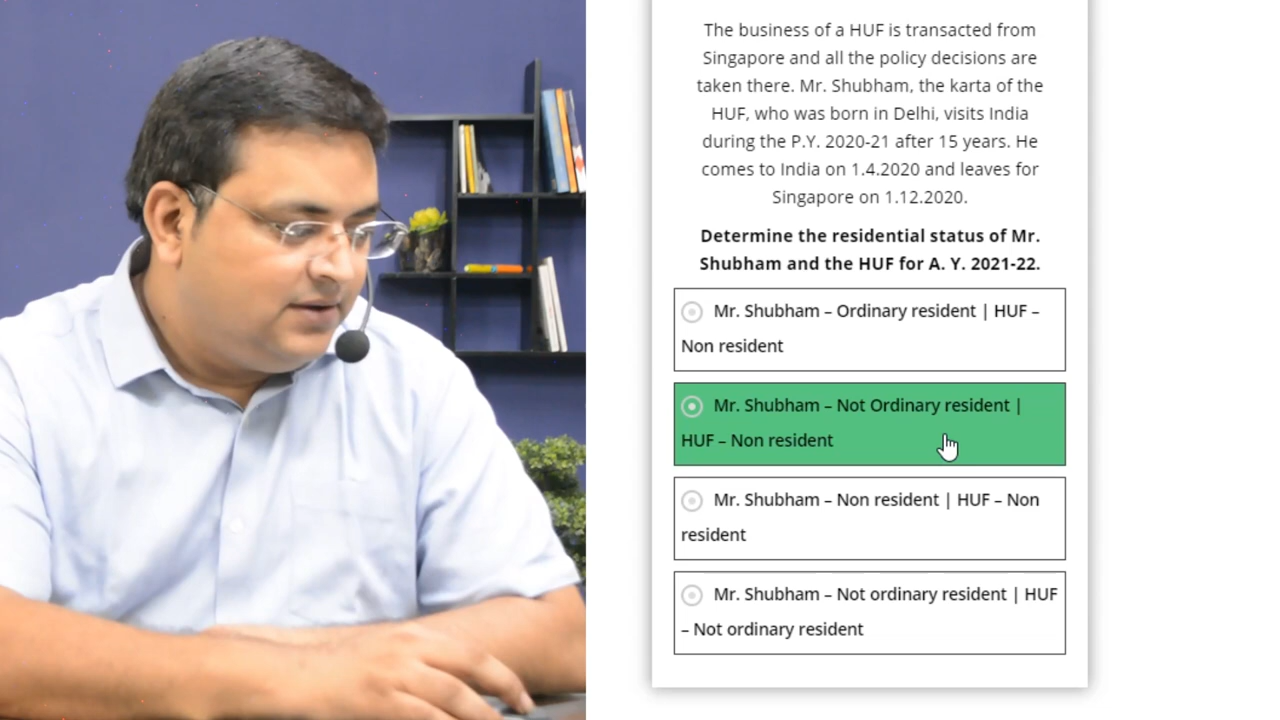 The business of a HUF is transacted from
Singapore and all the policy decisions are
taken there. Mr. Shubham, the karta of the
HUF, who was born in Delhi, visits India
during the P.Y. 2020-21 after 15 years. He
comes to India on 1.4.2020 and leaves for
Singapore on 1.12.2020.
Determine the residential status of Mr.
Shubham and the HUF for A. Y. 2021-22.
Mr. Shubham – Ordinary resident | HUF –
Non resident
Mr. Shubham – Not Ordinary resident |
HUF – Non resident
Mr. Shubham – Non resident | HUF – Non
resident
Mr. Shubham – Not ordinary resident | HUF
– Not ordinary resident